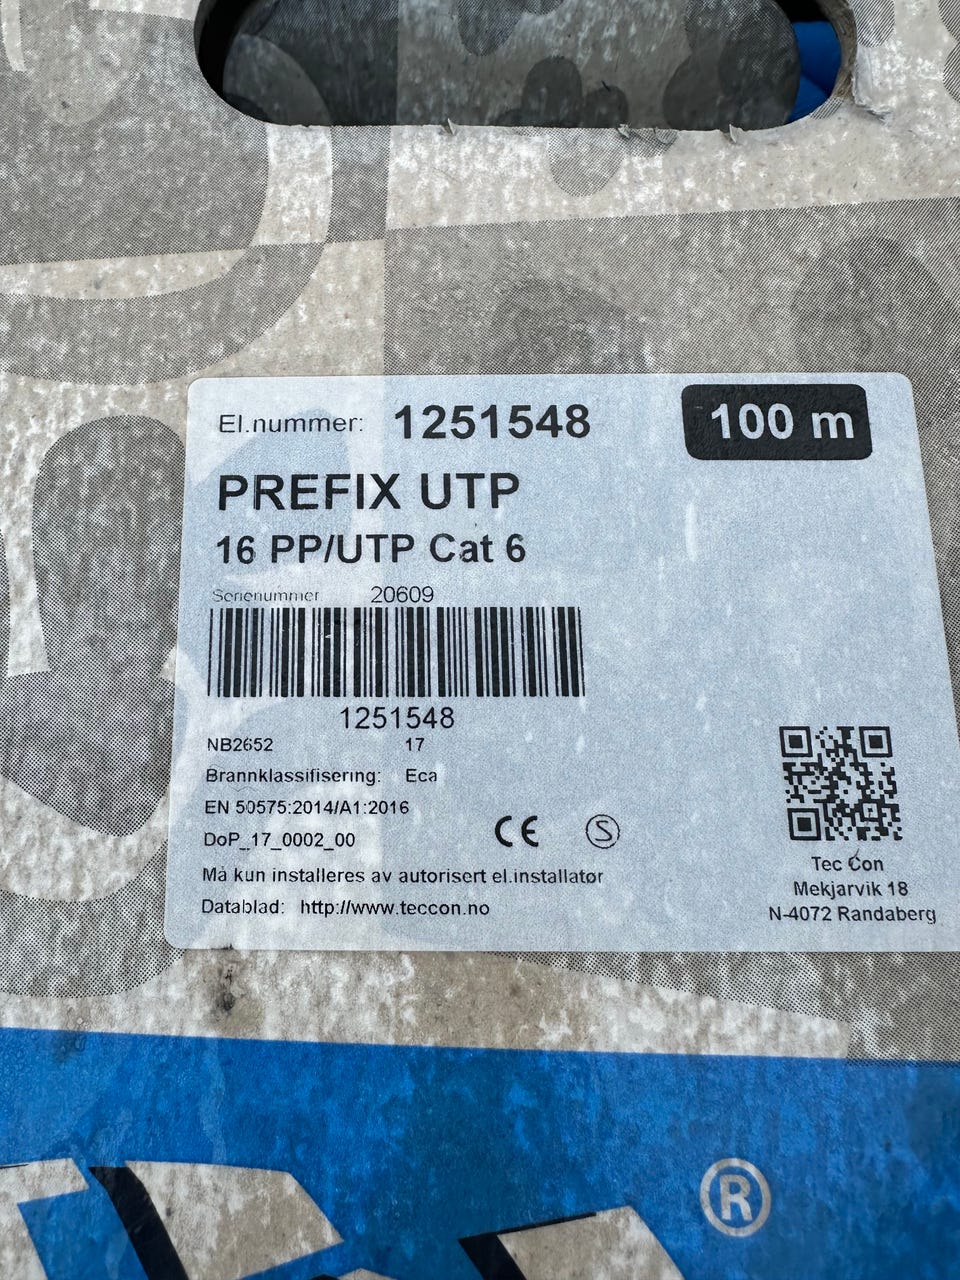 El.nummer: 1251548
100 m
PREFIX UTP
16 PP/UTP Cat 6
Serienummer 20609
1251548
NB2652 17
Brannklassifisering: Eca
EN 50575:2014/A1:2016
DoP_17_0002_00
CE
S
Må kun installeres av autorisert el.installatør
Datablad: http://www.teccon.no
Tec Con
Mekjarvik 18
N-4072 Randaberg
®